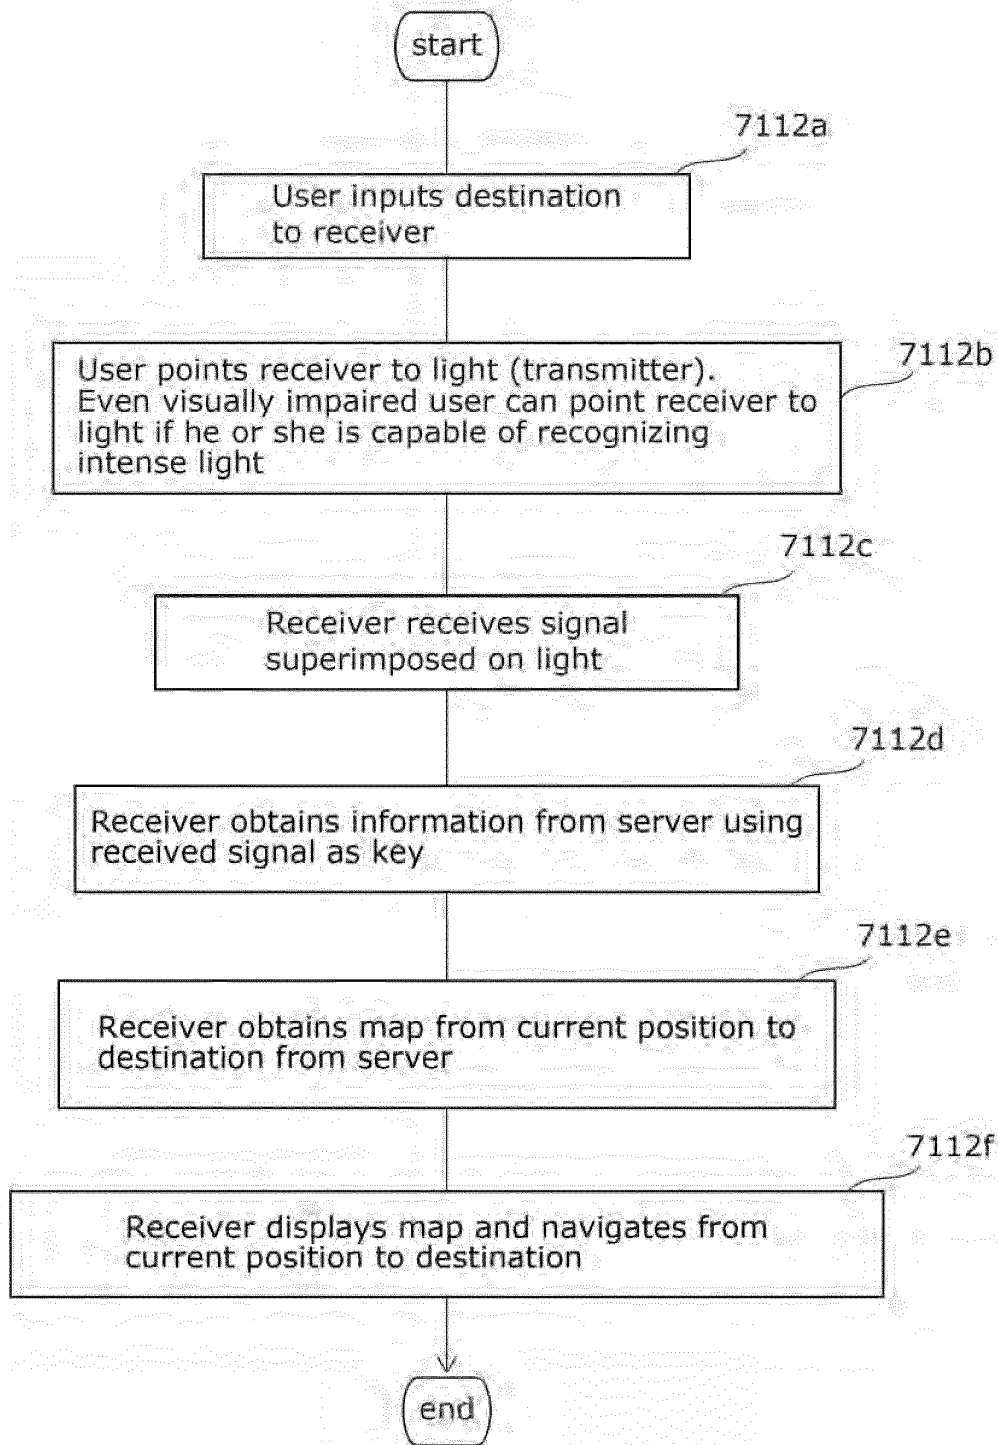 start
7112a
User inputs destination
to receiver
7112b
User points receiver to light (transmitter).
Even visually impaired user can point receiver to
light if he or she is capable of recognizing
intense light
7112c
Receiver receives signal
superimposed on light
7112d
Receiver obtains information from server using
received signal as key
7112e
Receiver obtains map from current position to
destination from server
7112f
Receiver displays map and navigates from
current position to destination
end